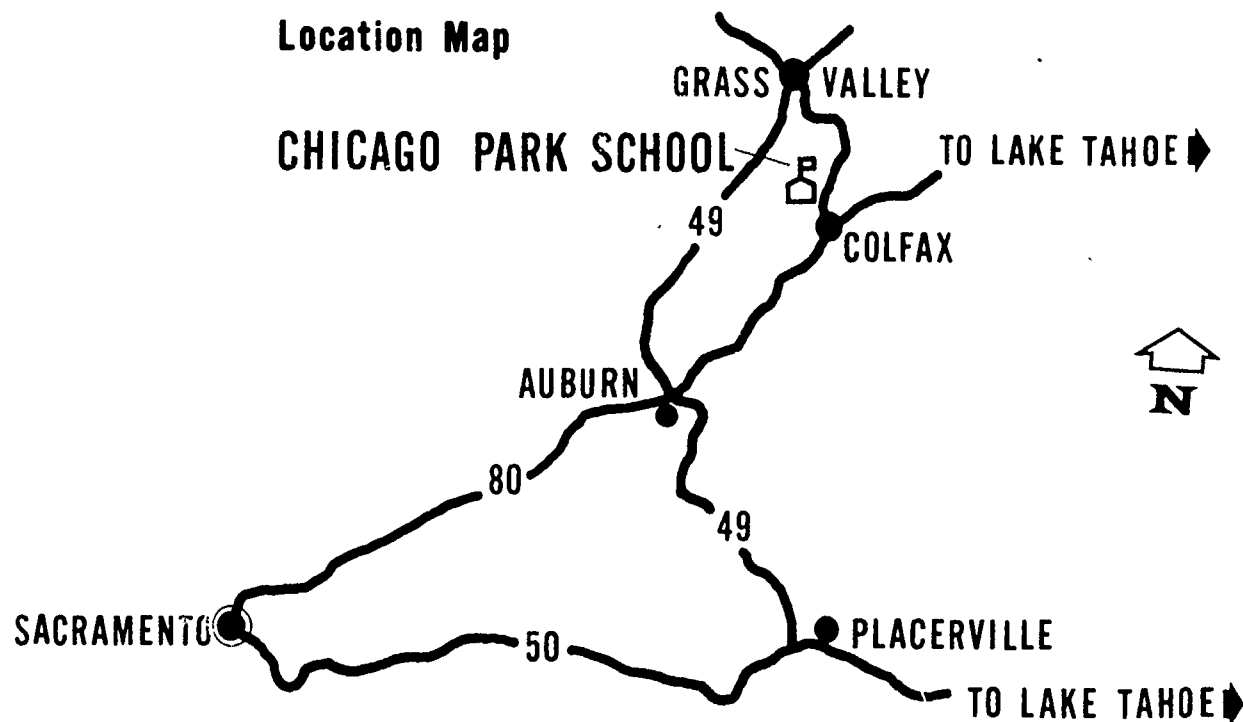 Location Map
GRASS VALLEY
CHICAGO PARK SCHOOL
TO LAKE TAHOE
49
COLFAX
AUBURN
N
80
49
SACRAMENTO
50
PLACERVILLE
TO LAKE TAHOE